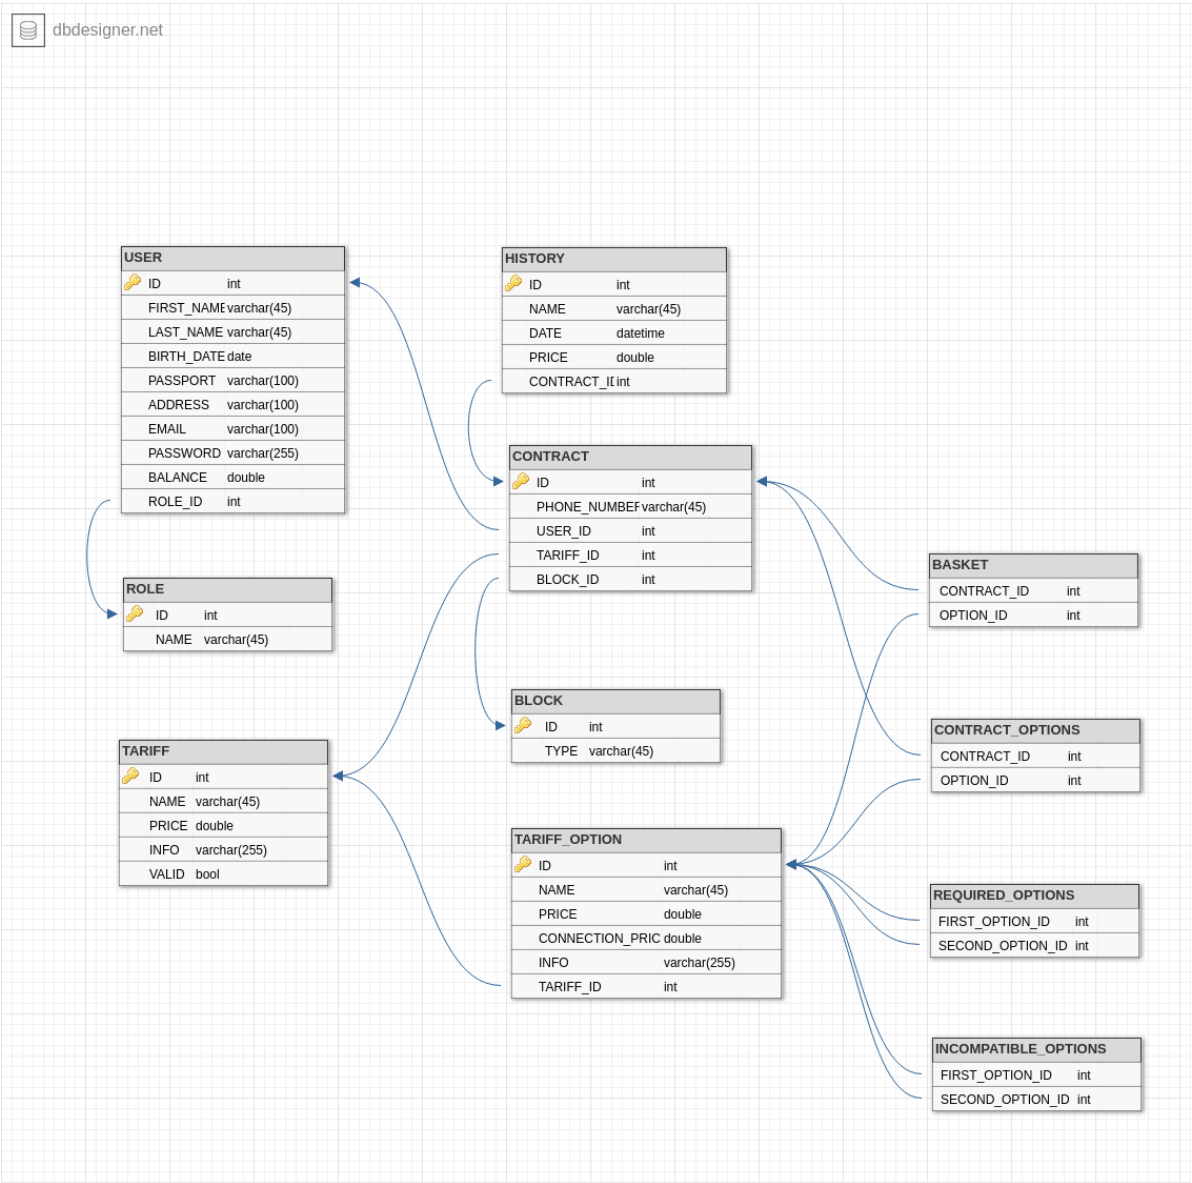 dbdesigner.net
USER
ID int
FIRST_NAME varchar(45)
LAST_NAME varchar(45)
BIRTH_DATE date
PASSPORT varchar(100)
ADDRESS varchar(100)
EMAIL varchar(100)
PASSWORD varchar(255)
BALANCE double
ROLE_ID int
HISTORY
ID int
NAME varchar(45)
DATE datetime
PRICE double
CONTRACT_ID int
CONTRACT
ID int
PHONE_NUMBER varchar(45)
USER_ID int
TARIFF_ID int
BLOCK_ID int
ROLE
ID int
NAME varchar(45)
BASKET
CONTRACT_ID int
OPTION_ID int
BLOCK
ID int
TYPE varchar(45)
CONTRACT_OPTIONS
CONTRACT_ID int
OPTION_ID int
TARIFF
ID int
NAME varchar(45)
PRICE double
INFO varchar(255)
VALID bool
TARIFF_OPTION
ID int
NAME varchar(45)
PRICE double
CONNECTION_PRIC double
INFO varchar(255)
TARIFF_ID int
REQUIRED_OPTIONS
FIRST_OPTION_ID int
SECOND_OPTION_ID int
INCOMPATIBLE_OPTIONS
FIRST_OPTION_ID int
SECOND_OPTION_ID int